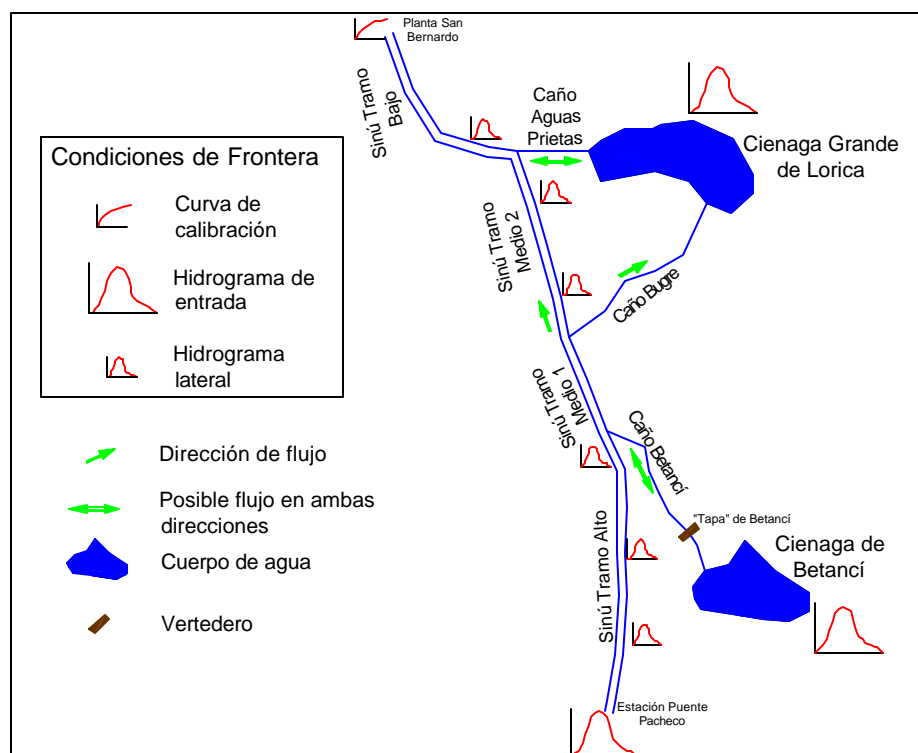 Planta San
Bernardo
Sinú Tramo
Bajo
Caño
Aguas
Prietas
Cienaga Grande
de Lorica
Condiciones de Frontera
Curva de
calibración
Hidrograma de
entrada
Hidrograma
lateral
Sinú Tramo
Medio 2
Caño Bugre
Sinú Tramo
Medio 1
Caño Betancí
Dirección de flujo
Posible flujo en ambas
direcciones
Cuerpo de agua
Vertedero
"Tapa" de Betancí
Cienaga de
Betancí
Sinú Tramo Alto
Estación Puente
Pacheco